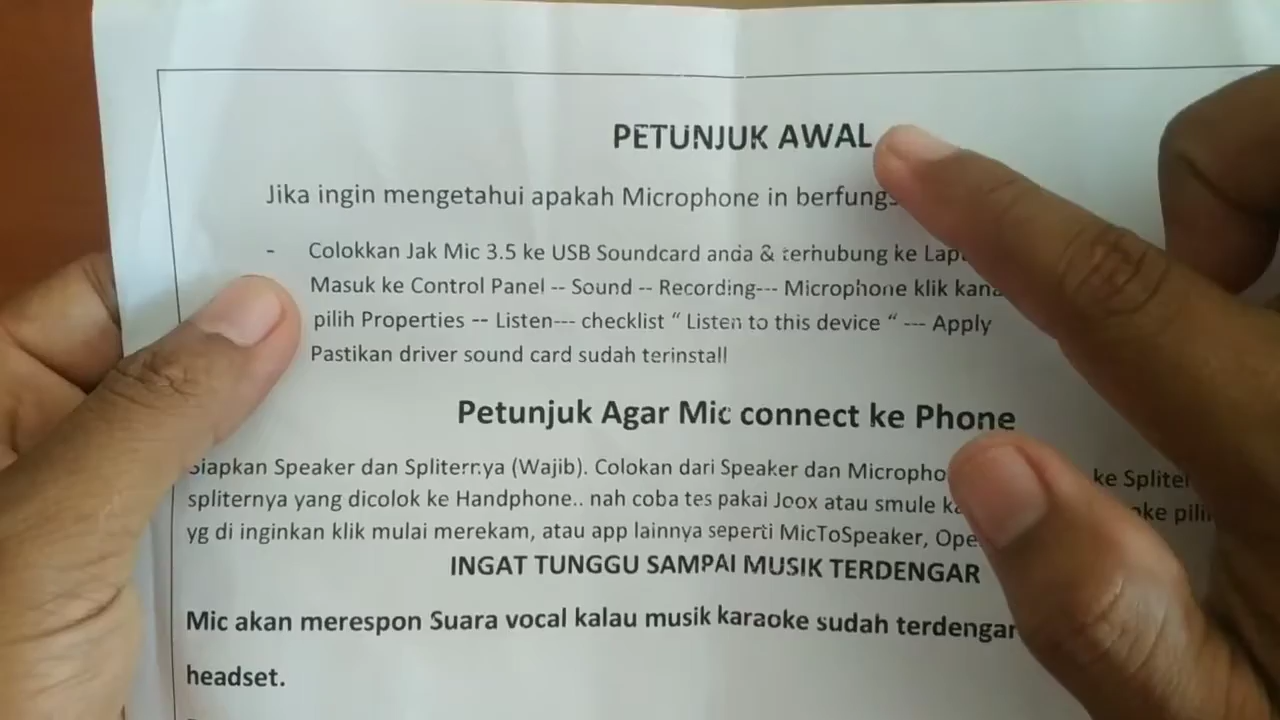 PETUNJUK AWAL
Jika ingin mengetahui apakah Microphone in
- Colokkan Jak Mic 3.5 ke USB Soundcard anda & terhubung ke
Masuk ke Control Panel -- Sound -- Recording--- Microphone klik
pilih Properties -- Listen--- checklist “ Listen to this device “ --- Apply
Pastikan driver sound card sudah terinstall
Petunjuk Agar Mic connect ke Phone
Siapkan Speaker dan Spliternya (Wajib). Colokan dari Speaker dan ke
spliternya yang dicolok ke Handphone.. nah coba tes pakai Joox atau smule
yg di inginkan klik mulai merekam, atau app lainnya seperti MicToSpeaker,
INGAT TUNGGU SAMPAI MUSIK TERDENGAR
Mic akan merespon Suara vocal kalau musik karaoke sudah terdengar
headset.